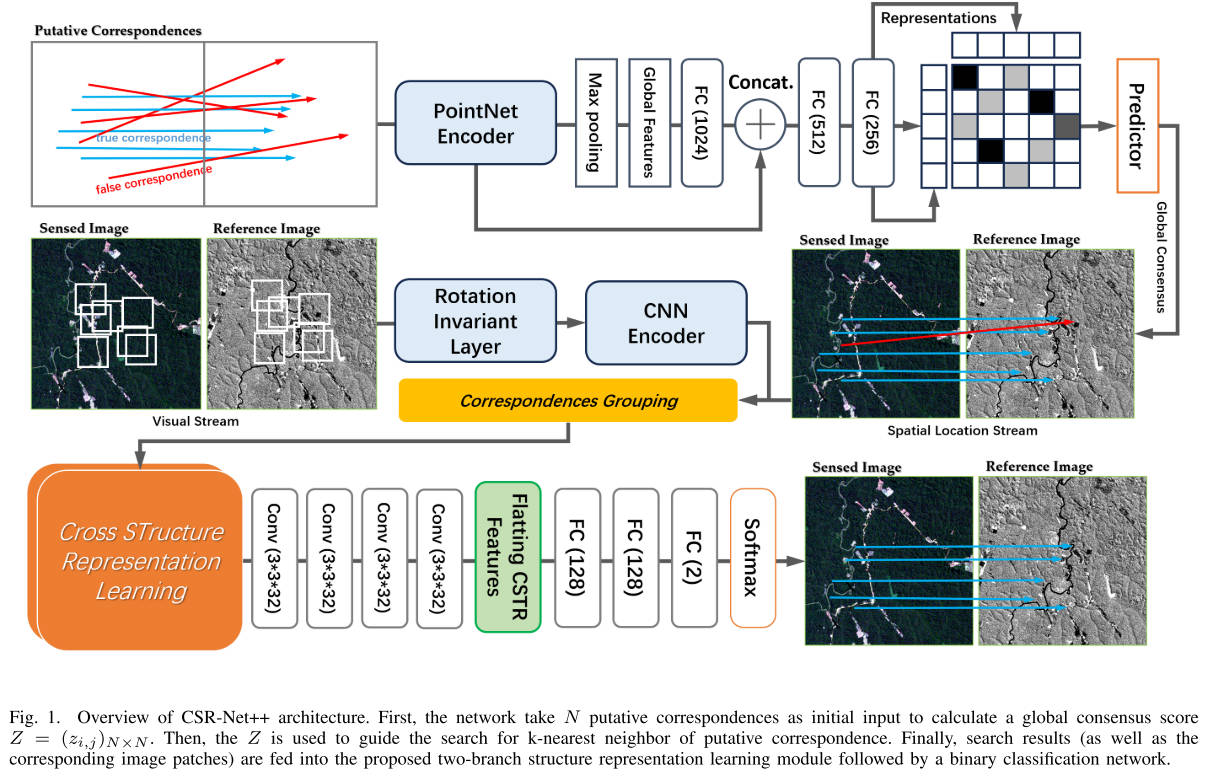 Putative Correspondences
true correspondence
false correspondence
PointNet
Encoder
Max pooling
Global Features
FC (1024)
Concat.
FC (512)
FC (256)
Representations
Predictor
Global Consensus
Sensed Image
Reference Image
Visual Stream
Rotation
Invariant
Layer
CNN
Encoder
Sensed Image
Reference Image
Spatial Location Stream
Correspondences Grouping
Cross STructure
Representation
Learning
Conv (3*3*32)
Conv (3*3*32)
Conv (3*3*32)
Conv (3*3*32)
Flatting CSTR
Features
FC (128)
FC (128)
FC (2)
Softmax
Sensed Image
Reference Image
Fig. 1. Overview of CSR-Net++ architecture. First, the network take N putative correspondences as initial input to calculate a global consensus score
Z = (z_{i,j})_{N×N}. Then, the Z is used to guide the search for k-nearest neighbor of putative correspondence. Finally, search results (as well as the
corresponding image patches) are fed into the proposed two-branch structure representation learning module followed by a binary classification network.